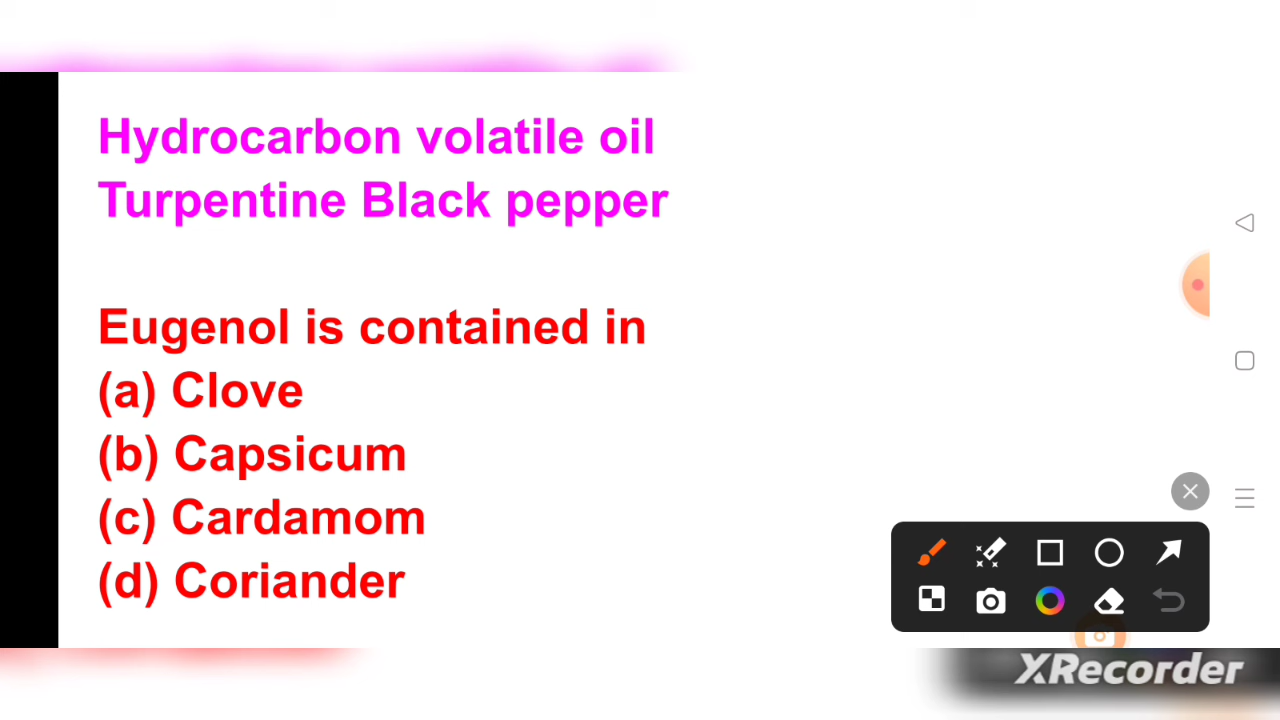 Hydrocarbon volatile oil
Turpentine Black pepper
Eugenol is contained in
(a) Clove
(b) Capsicum
(c) Cardamom
(d) Coriander
XRecorder